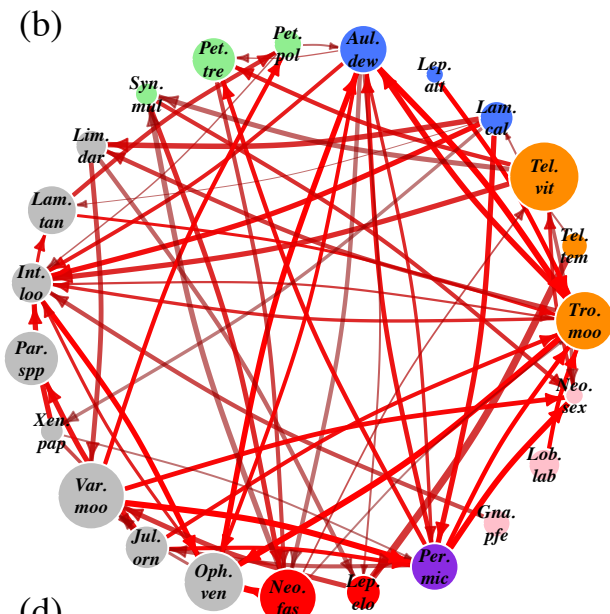 (b)
Pet.
pol
Aul.
dew
Lep.
att
Pet.
tre
Syn.
mul
Lam.
cal
Lim.
dar
Tel.
vit
Lam.
tan
Tel.
tem
Int.
loo
Tro.
moo
Par.
spp
Neo.
sex
Xen.
pap
Lob.
lab
Var.
moo
Gna.
pfe
Jul.
orn
Per.
mic
Oph.
ven
Neo.
fas
Lep.
clo
(d)